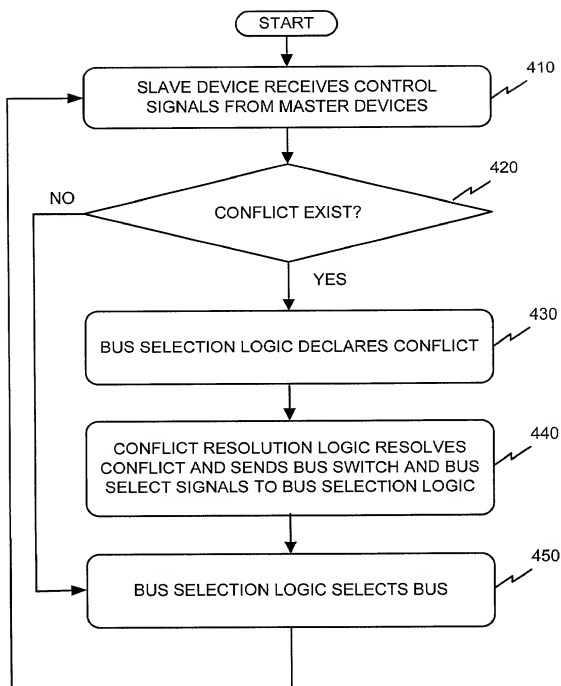 START
SLAVE DEVICE RECEIVES CONTROL
SIGNALS FROM MASTER DEVICES
410
CONFLICT EXIST?
420
NO
YES
BUS SELECTION LOGIC DECLARES CONFLICT
430
CONFLICT RESOLUTION LOGIC RESOLVES
CONFLICT AND SENDS BUS SWITCH AND BUS
SELECT SIGNALS TO BUS SELECTION LOGIC
440
BUS SELECTION LOGIC SELECTS BUS
450